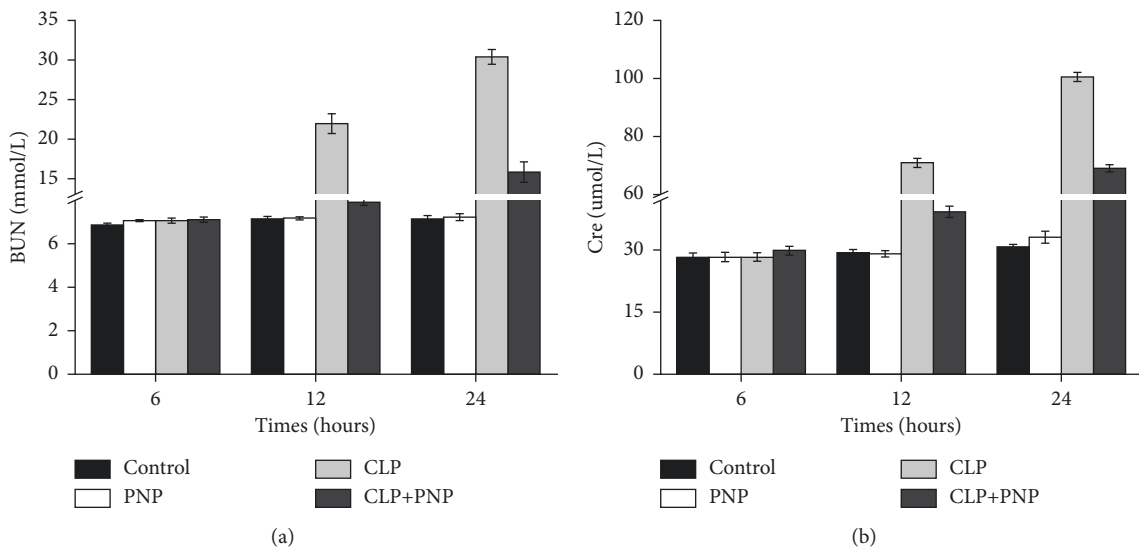 35
30
25
20
15
6
4
2
0
BUN (mmol/L)
6
12
24
Times (hours)
Control
PNP
CLP
CLP+PNP
(a)
120
100
80
60
30
15
0
Cre (umol/L)
6
12
24
Times (hours)
Control
PNP
CLP
CLP+PNP
(b)